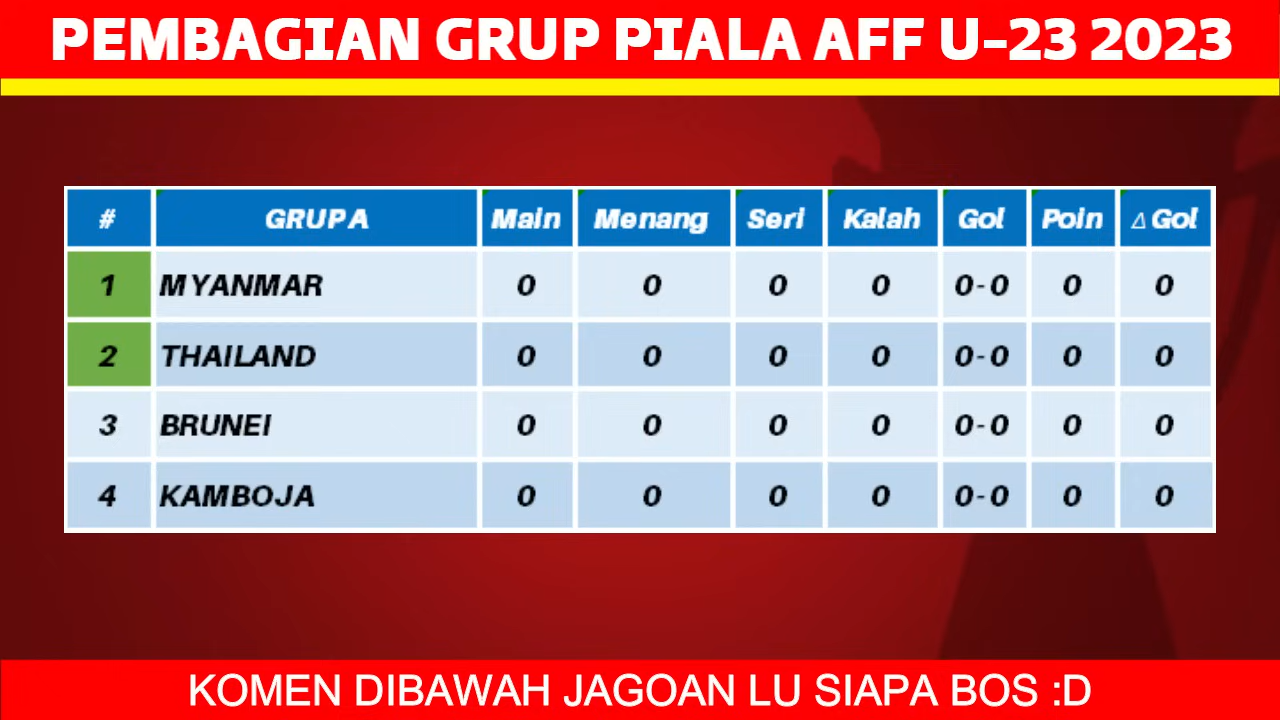 PEMBAGIAN GRUP PIALA AFF U-23 2023
# GRUP A Main Menang Seri Kalah Gol Poin △ Gol
1 MYANMAR 0 0 0 0 0-0 0 0
2 THAILAND 0 0 0 0 0-0 0 0
3 BRUNEI 0 0 0 0 0-0 0 0
4 KAMBOJA 0 0 0 0 0-0 0 0
KOMEN DIBAWAH JAGOAN LU SIAPA BOS :D